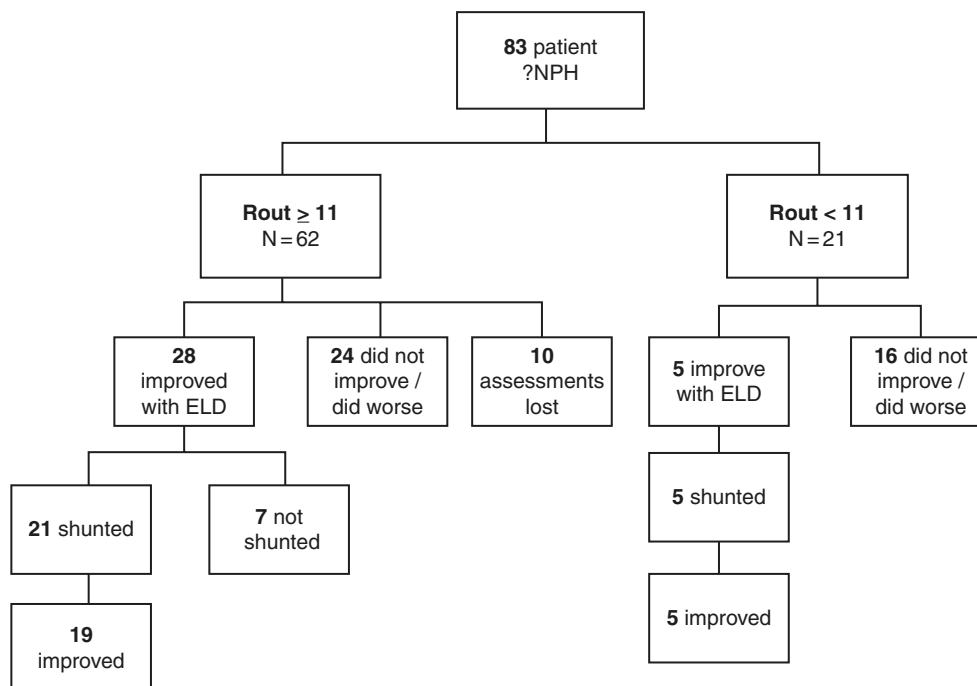 83 patient
?NPH
Rout ≥ 11
N = 62
Rout < 11
N = 21
28
improved
with ELD
24 did not
improve /
did worse
10
assessments
lost
5 improve
with ELD
16 did not
improve /
did worse
21 shunted
7 not
shunted
5 shunted
19
improved
5 improved